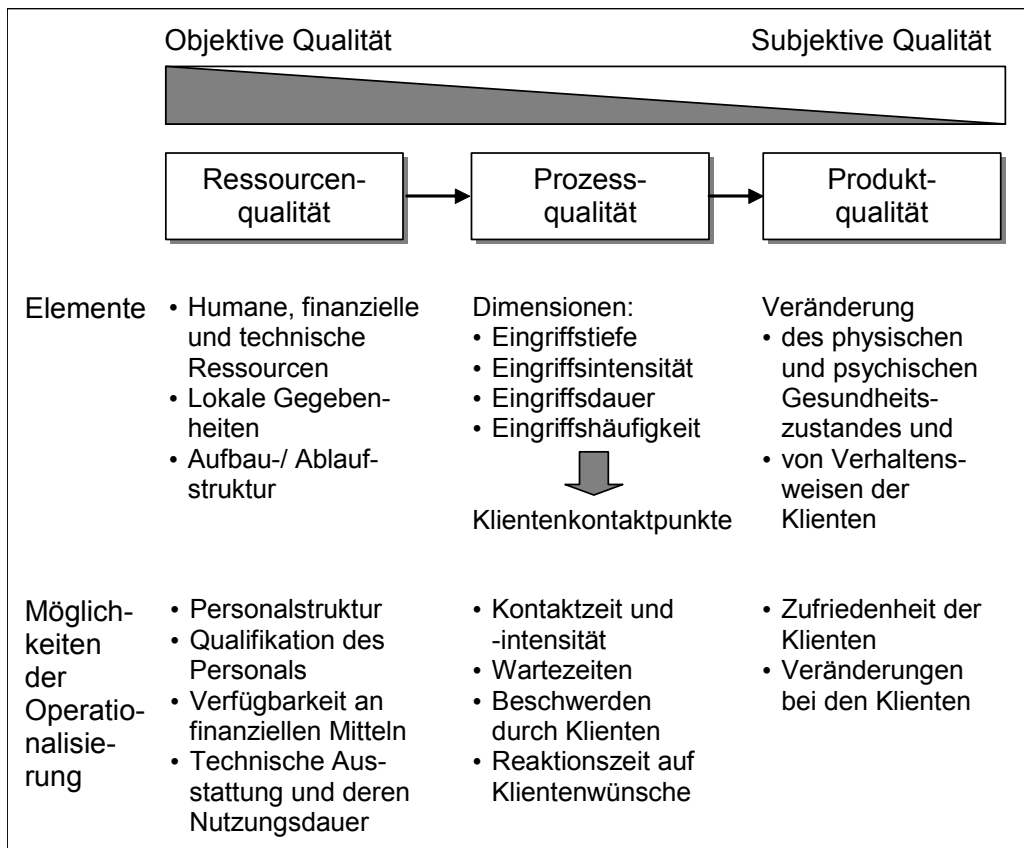 Objektive Qualität
Subjektive Qualität
Ressourcen-
qualität
Prozess-
qualität
Produkt-
qualität
Elemente
• Humane, finanzielle
und technische
Ressourcen
• Lokale Gegeben-
heiten
• Aufbau-/ Ablauf-
struktur
Dimensionen:
• Eingriffstiefe
• Eingriffsintensität
• Eingriffsdauer
• Eingriffshäufigkeit
Klientenkontaktpunkte
Veränderung
• des physischen
und psychischen
Gesundheits-
zustandes und
• von Verhaltens-
weisen der
Klienten
Möglich-
keiten
der
Operatio-
nalisie-
rung
• Personalstruktur
• Qualifikation des
Personals
• Verfügbarkeit an
finanziellen Mitteln
• Technische Aus-
stattung und deren
Nutzungsdauer
• Kontaktzeit und
-intensität
• Wartezeiten
• Beschwerden
durch Klienten
• Reaktionszeit auf
Klientenwünsche
• Zufriedenheit der
Klienten
• Veränderungen
bei den Klienten